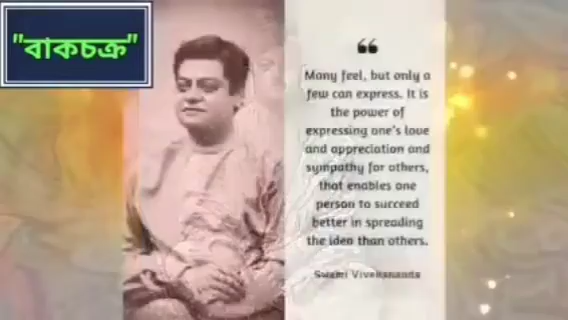 "বাকচক্র"
Many feel, but only a
few can express. It is
the power of
expressing one's love
and appreciation and
sympathy for others,
that enables one
person to succeed
better in spreading
the idea than others.
Swami Vivekananda